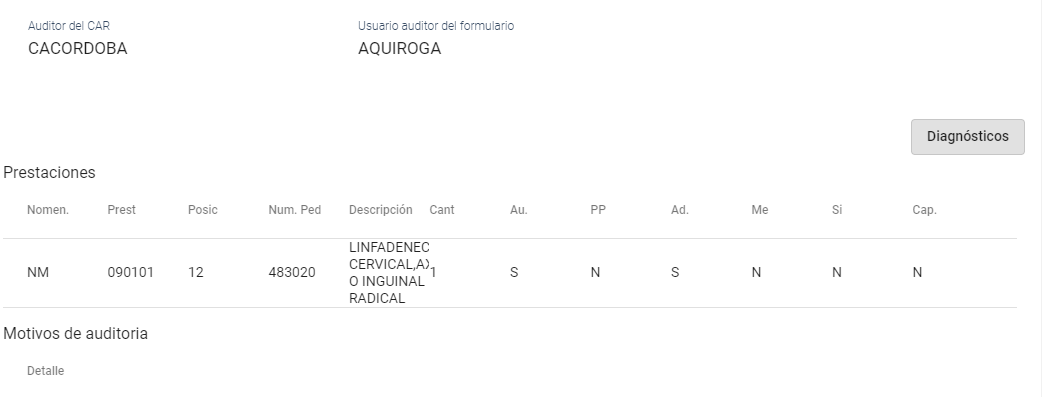 Auditor del CAR Usuario auditor del formulario
CACORDOBA AQUIROGA
Diagnósticos
Prestaciones
Nomen. Prest Posic Num. Ped Descripción Cant Au. PP Ad. Me Si Cap.
LINFADENEC
CERVICAL,AX
NM 090101 12 483020 1 S N S N N N
O INGUINAL
RADICAL
Motivos de auditoria
Detalle